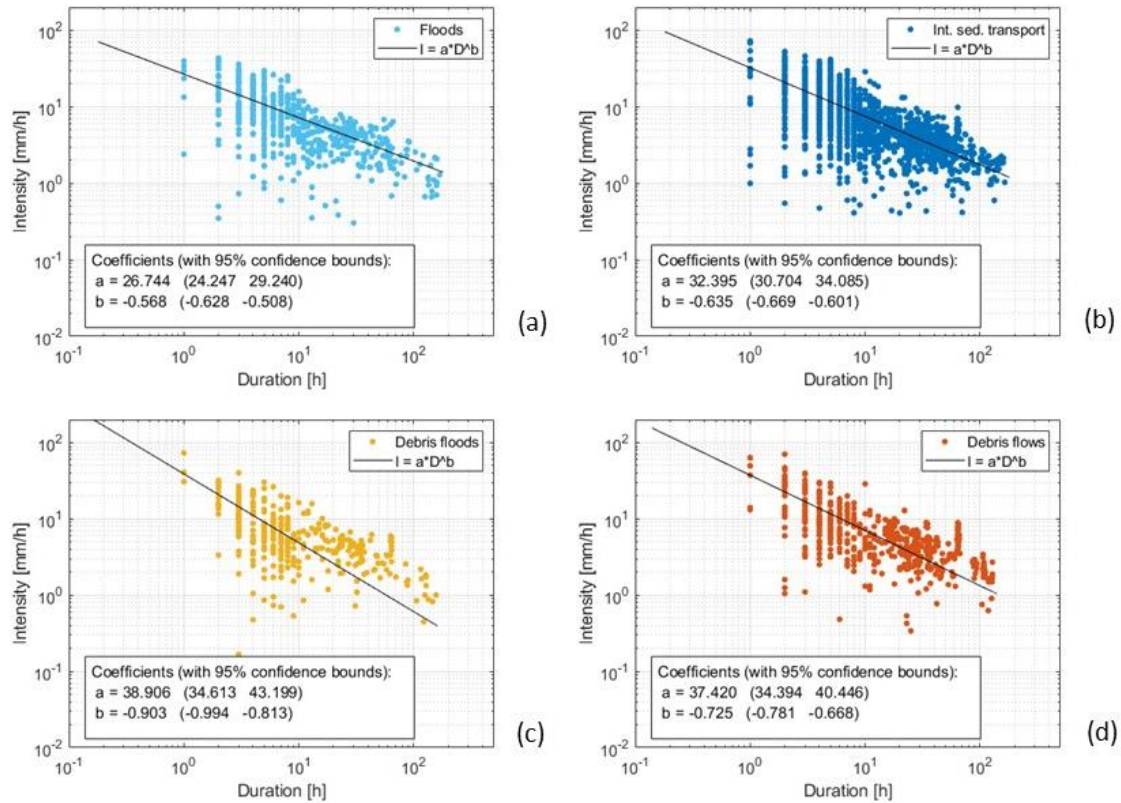 Floods
I = a*D^b
Intensity [mm/h]
10^2
10^1
10^0
10^-1
10^-2
Coefficients (with 95% confidence bounds):
a = 26.744 (24.247 29.240)
b = -0.568 (-0.628 -0.508)
10^-1 10^0 10^1 10^2
Duration [h]
(a)
Int. sed. transport
I = a*D^b
Intensity [mm/h]
10^2
10^1
10^0
10^-1
10^-2
Coefficients (with 95% confidence bounds):
a = 32.395 (30.704 34.085)
b = -0.635 (-0.669 -0.601)
10^-1 10^0 10^1 10^2
Duration [h]
(b)
Debris floods
I = a*D^b
Intensity [mm/h]
10^2
10^1
10^0
10^-1
10^-2
Coefficients (with 95% confidence bounds):
a = 38.906 (34.613 43.199)
b = -0.903 (-0.994 -0.813)
10^-1 10^0 10^1 10^2
Duration [h]
(c)
Debris flows
I = a*D^b
Intensity [mm/h]
10^2
10^1
10^0
10^-1
10^-2
Coefficients (with 95% confidence bounds):
a = 37.420 (34.394 40.446)
b = -0.725 (-0.781 -0.668)
10^-1 10^0 10^1 10^2
Duration [h]
(d)